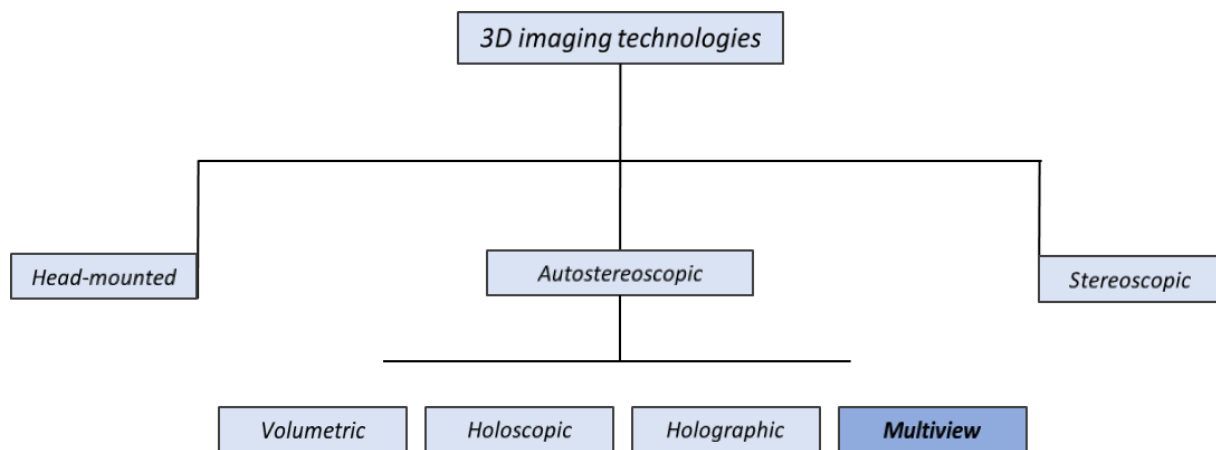 3D imaging technologies
Head-mounted
Autostereoscopic
Stereoscopic
Volumetric
Holoscopic
Holographic
Multiview